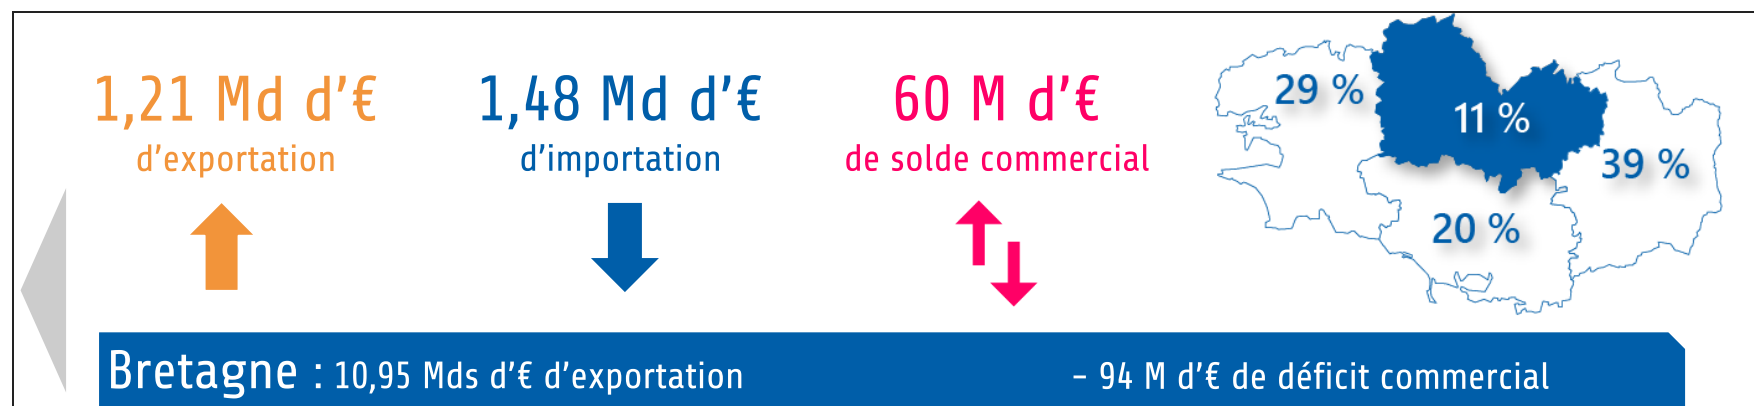 1,21 Md d'€
d'exportation
1,48 Md d'€
d'importation
60 M d'€
de solde commercial
29 %
11 %
39 %
20 %
Bretagne : 10,95 Mds d'€ d'exportation
- 94 M d'€ de déficit commercial